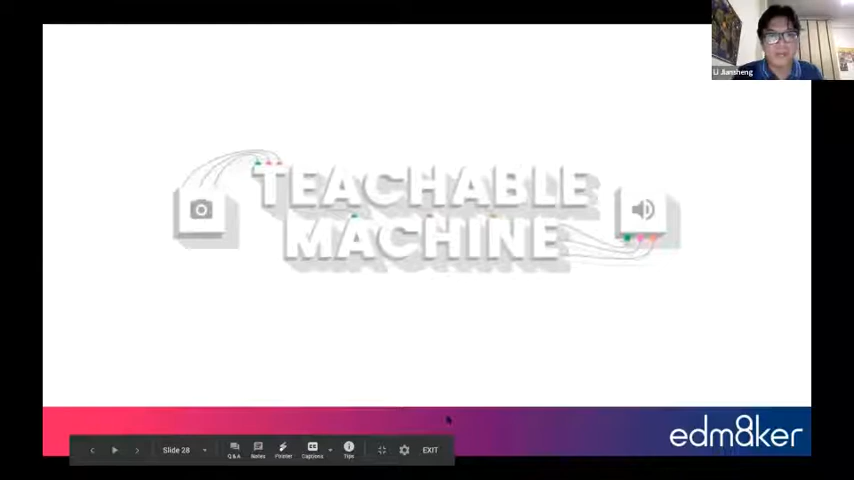 Li Jiansheng
TEACHABLE
MACHINE
edm8ker
Slide 28
Q&A
Notes
Pointer
Captions
Tips
EXIT